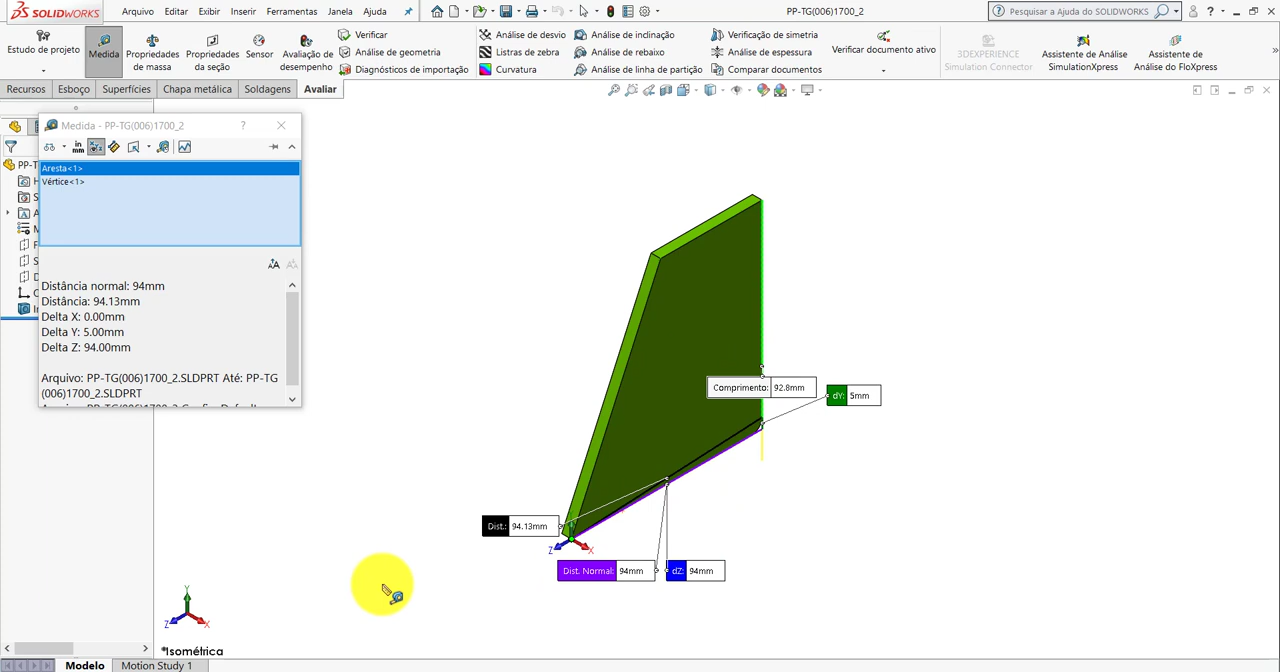 SOLIDWORKS
Arquivo Editar Exibir Inserir Ferramentas Janela Ajuda
PP-TG(006)1700_2
Pesquisar a Ajuda do SOLIDWORKS
Estudo de projeto
Medida
Propriedades de massa
Propriedades da seção
Sensor
Avaliação de desempenho
Verificar
Análise de geometria
Diagnósticos de importação
Análise de desvio
Listras de zebra
Curvatura
Análise de inclinação
Análise de rebaixo
Análise de linha de partição
Verificação de simetria
Análise de espessura
Comparar documentos
Verificar documento ativo
3DEXPERIENCE
Simulation Connector
Assistente de Análise
SimulationXpress
Assistente de
Análise do FloXpress
Recursos Esboço Superfícies Chapa metálica Soldagens Avaliar
Medida - PP-TG(006)1700_2
in
mm
PP-T
Aresta<1>
Vértice<1>
Distância normal: 94mm
Distância: 94.13mm
Delta X: 0.00mm
Delta Y: 5.00mm
Delta Z: 94.00mm
Arquivo: PP-TG(006)1700_2.SLDPRT Até: PP-TG
(006)1700_2.SLDPRT
Comprimento: 92.8mm
dY: 5mm
Dist.: 94.13mm
Dist. Normal: 94mm
dZ: 94mm
Z X
Y
Z X
*Isométrica
Modelo Motion Study 1